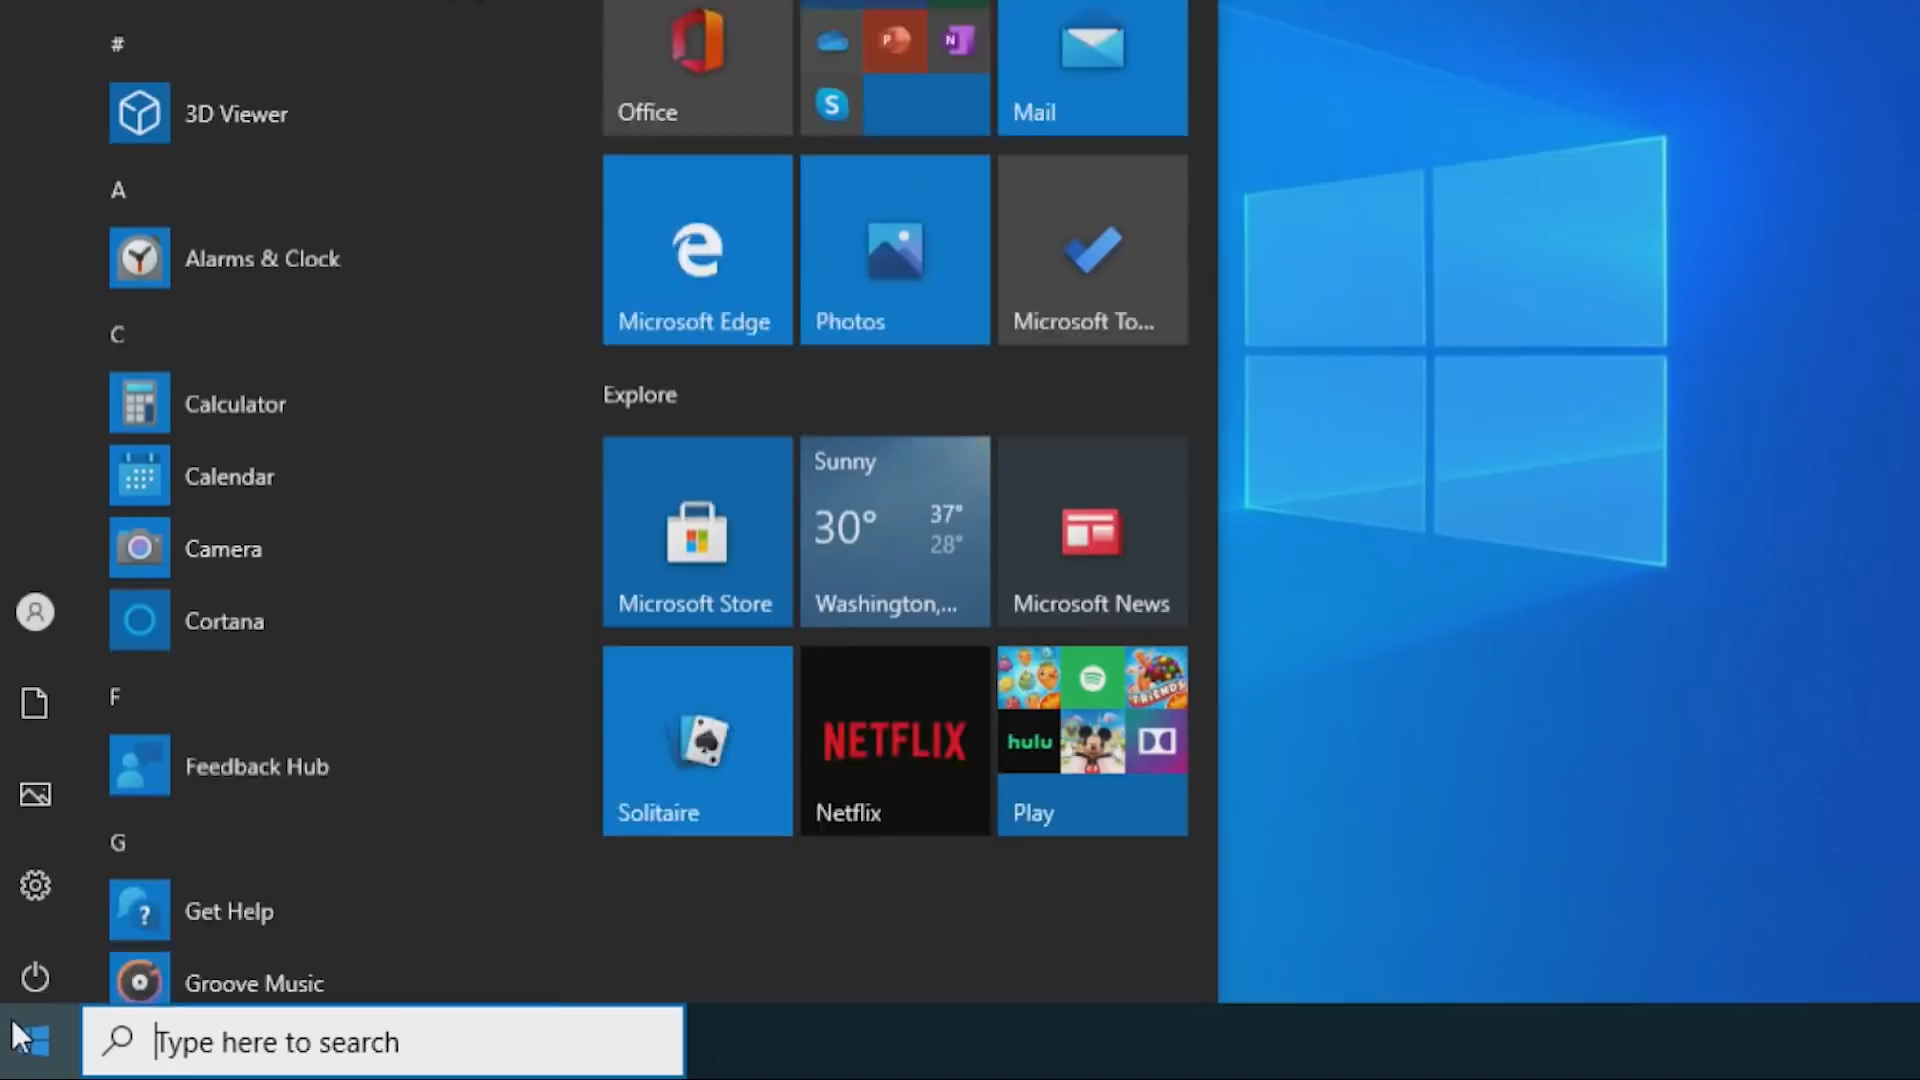 #
3D Viewer
A
Alarms & Clock
C
Calculator
Calendar
Camera
Cortana
F
Feedback Hub
G
Get Help
Groove Music
Office
P
N
S
Mail
Microsoft Edge
Photos
Microsoft To...
Explore
Microsoft Store
Sunny
30° 37°
28°
Washington,...
Microsoft News
Solitaire
NETFLIX
Netflix
FRIENDS
hulu
Play
Type here to search